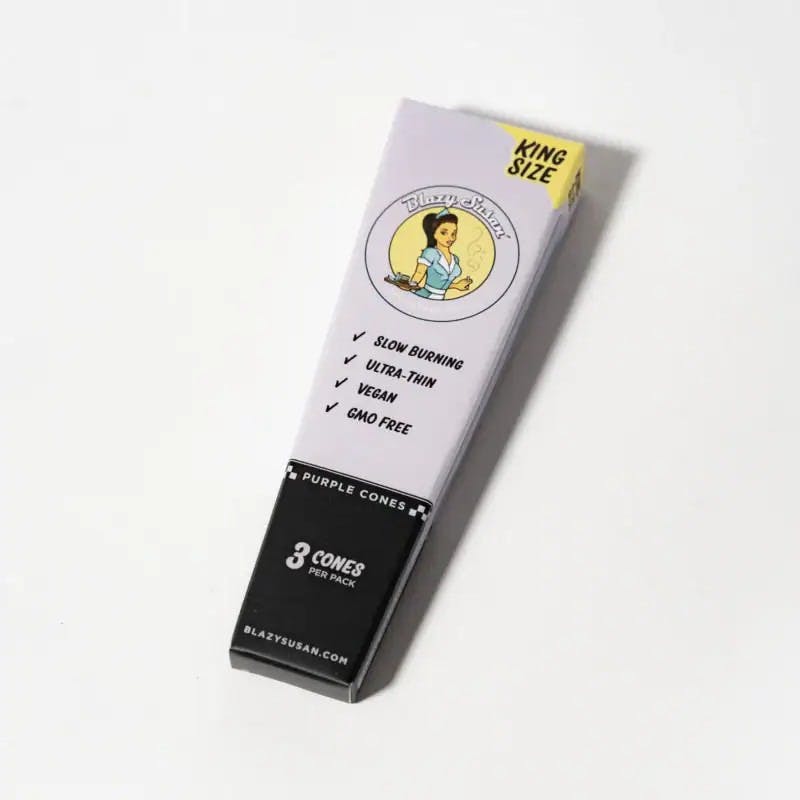 KING
SIZE
Blazy Susan
✓ SLOW BURNING
✓ ULTRA-THIN
✓ VEGAN
✓ GMO FREE
PURPLE CONES
3 CONES
PER PACK
BLAZYSUSAN.COM